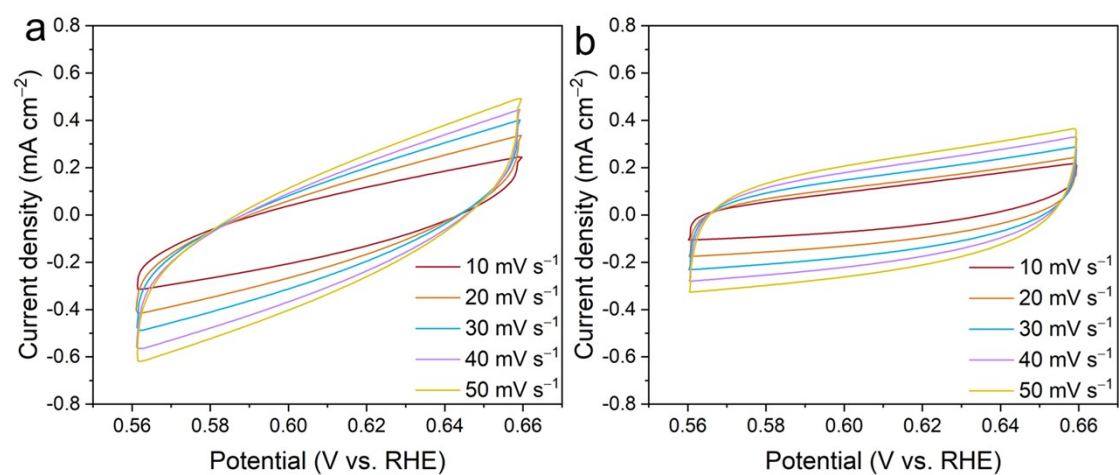 a
0.8
0.6
0.4
0.2
0.0
-0.2
-0.4
-0.6
-0.8
Current density (mA cm⁻²)
10 mV s⁻¹
20 mV s⁻¹
30 mV s⁻¹
40 mV s⁻¹
50 mV s⁻¹
0.56 0.58 0.60 0.62 0.64 0.66
Potential (V vs. RHE)
b
0.8
0.6
0.4
0.2
0.0
-0.2
-0.4
-0.6
-0.8
Current density (mA cm⁻²)
10 mV s⁻¹
20 mV s⁻¹
30 mV s⁻¹
40 mV s⁻¹
50 mV s⁻¹
0.56 0.58 0.60 0.62 0.64 0.66
Potential (V vs. RHE)